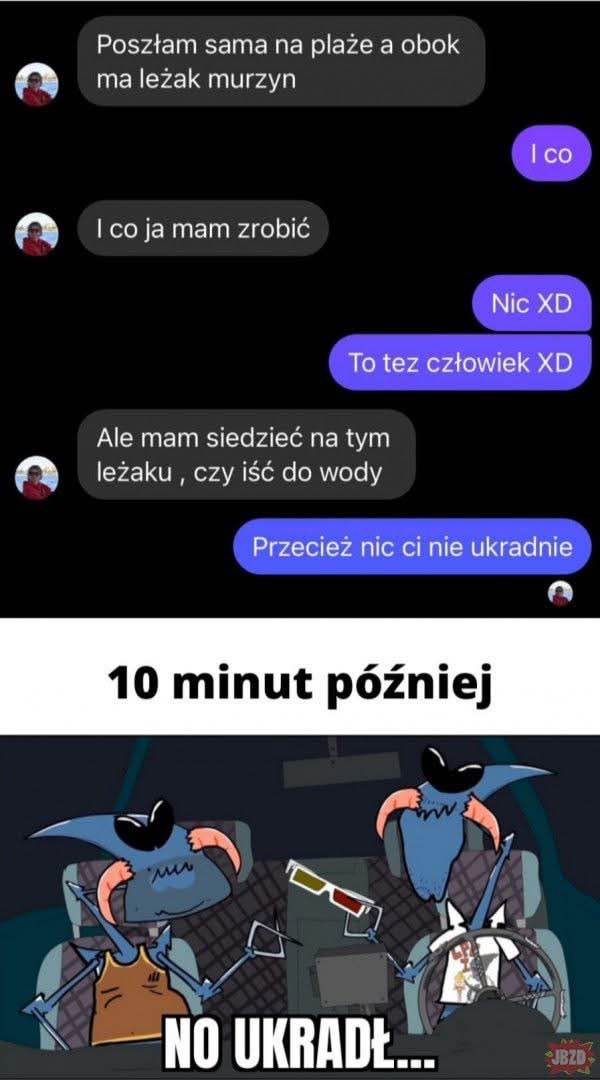 Poszłam sama na plaże a obok
ma leżak murzyn
I co
I co ja mam zrobić
Nic XD
To tez człowiek XD
Ale mam siedzieć na tym
leżaku , czy iść do wody
Przecież nic ci nie ukradnie
10 minut później
NO UKRADŁ...
JBZD